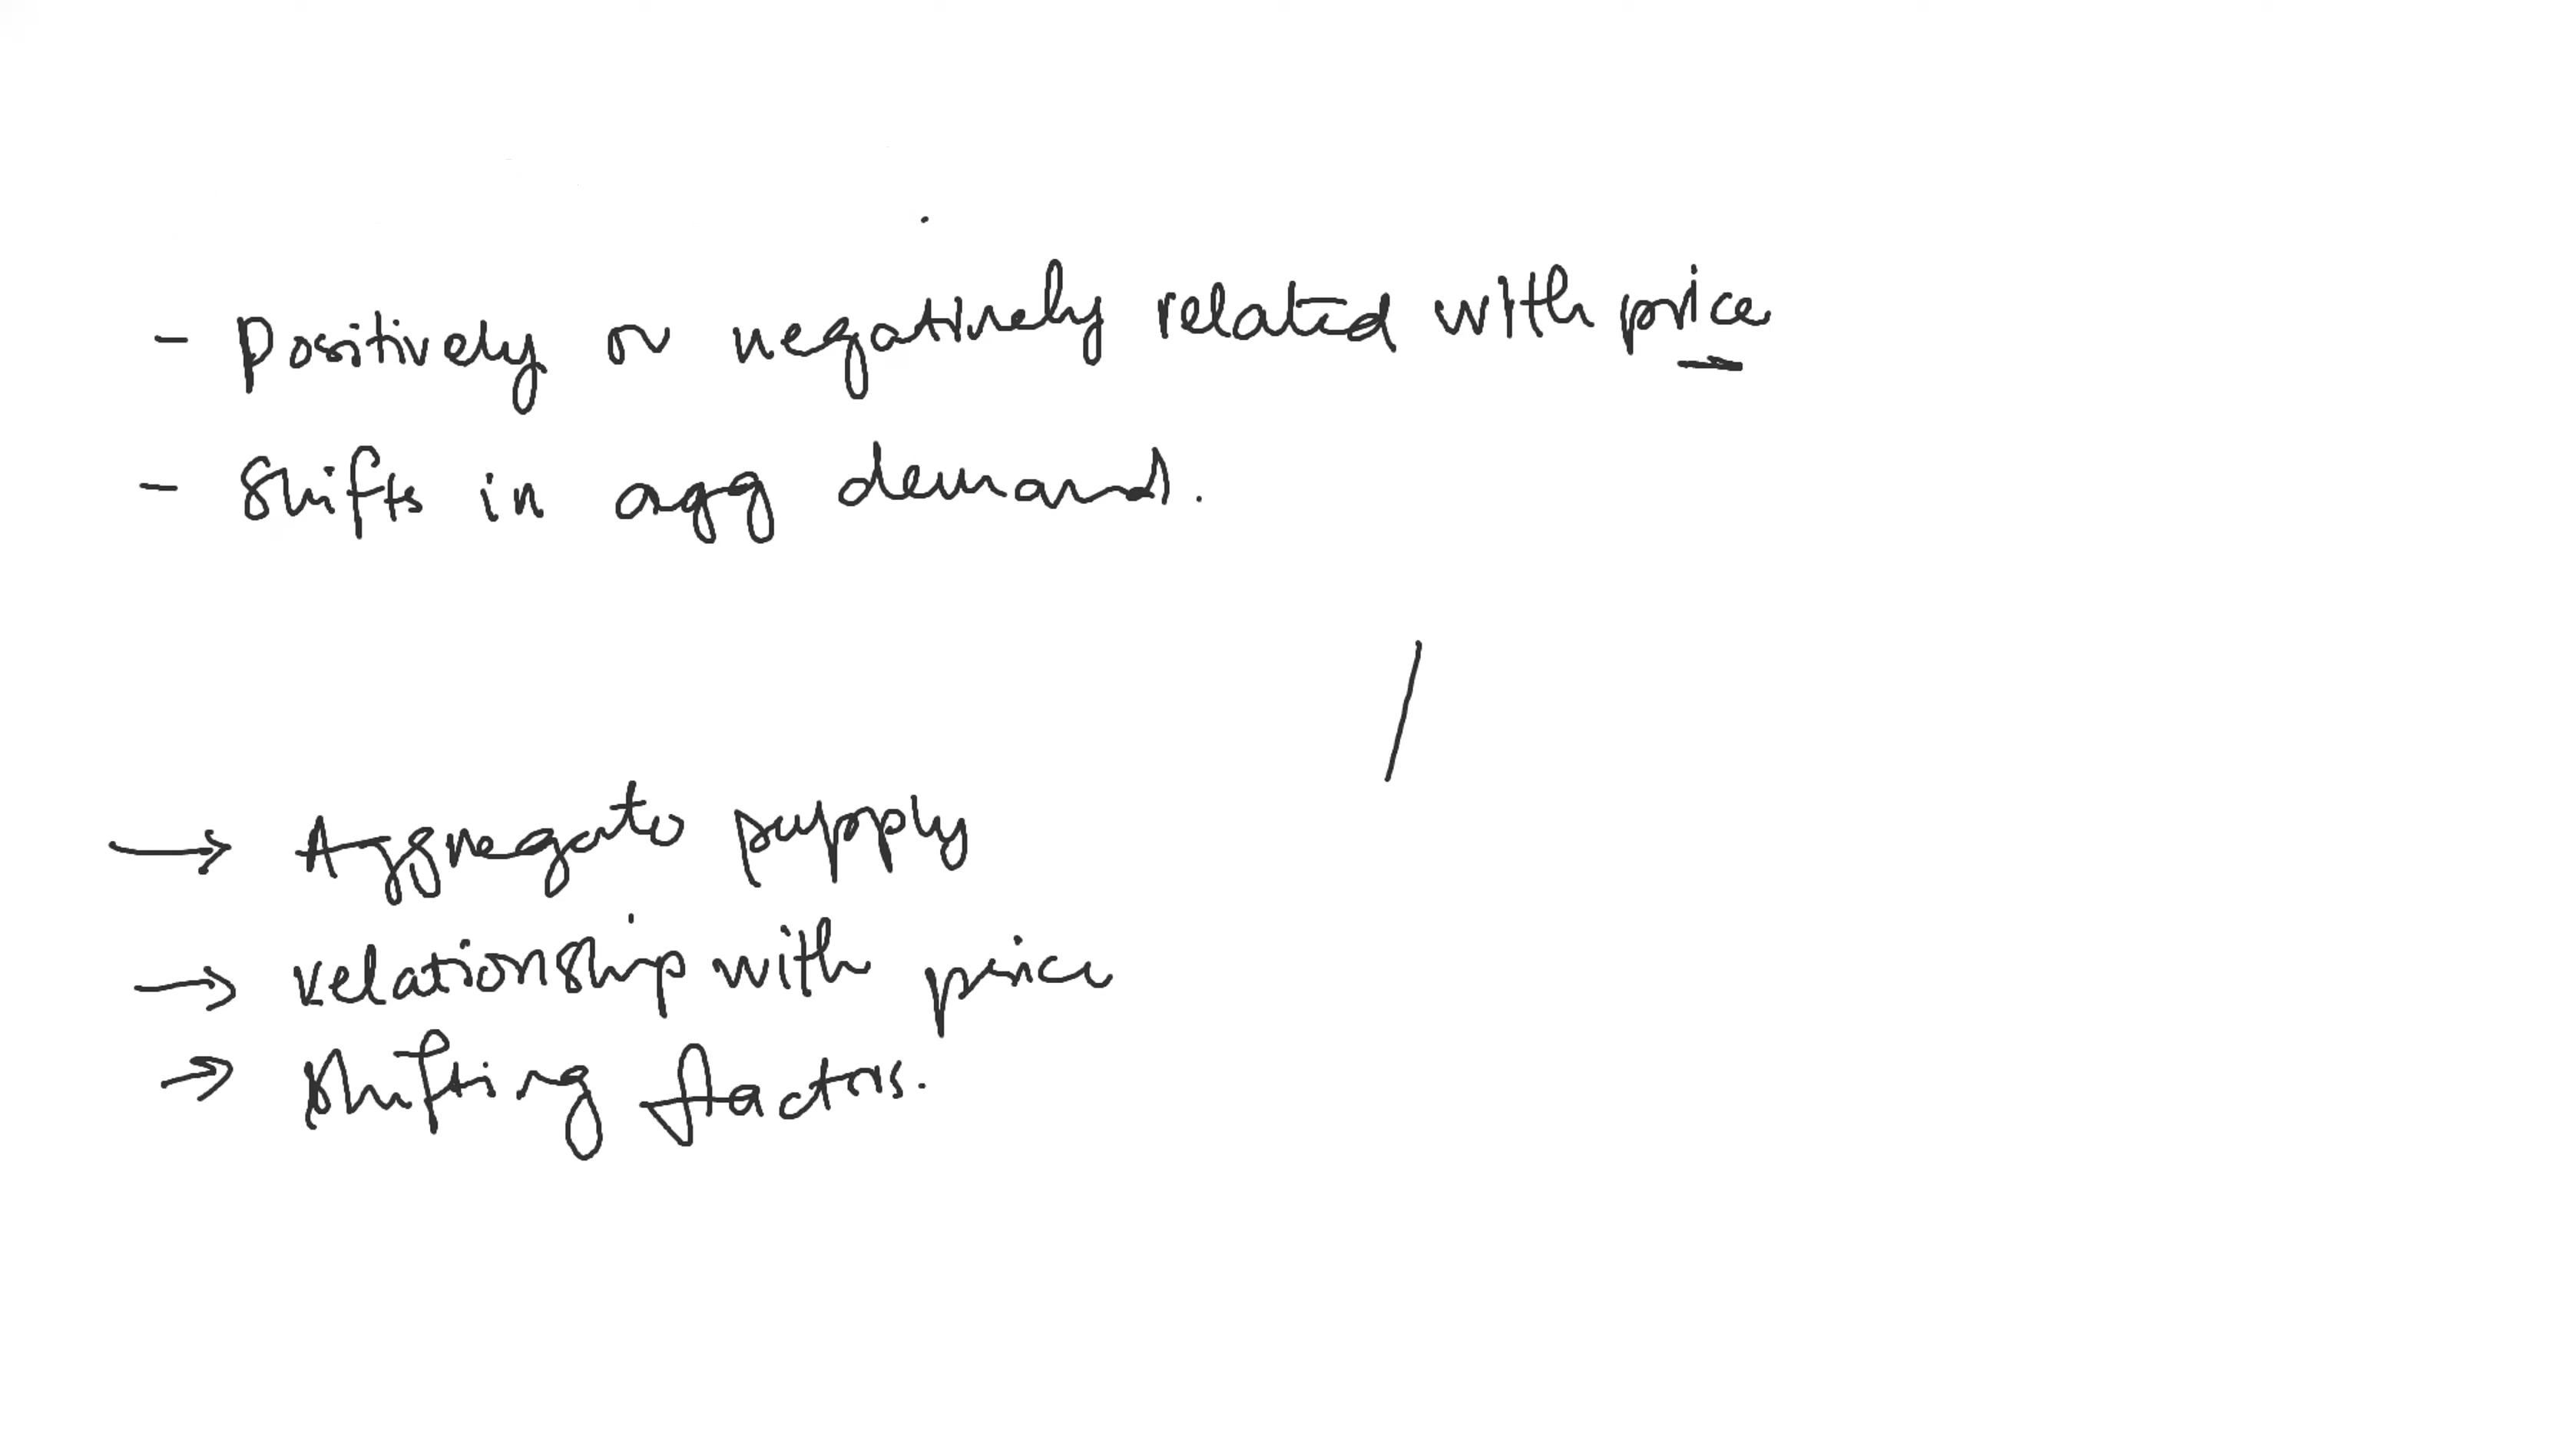 - Positively or negatively related with price
- Shifts in agg demand.
→ Aggregate supply
→ relationship with price
→ shifting factors.